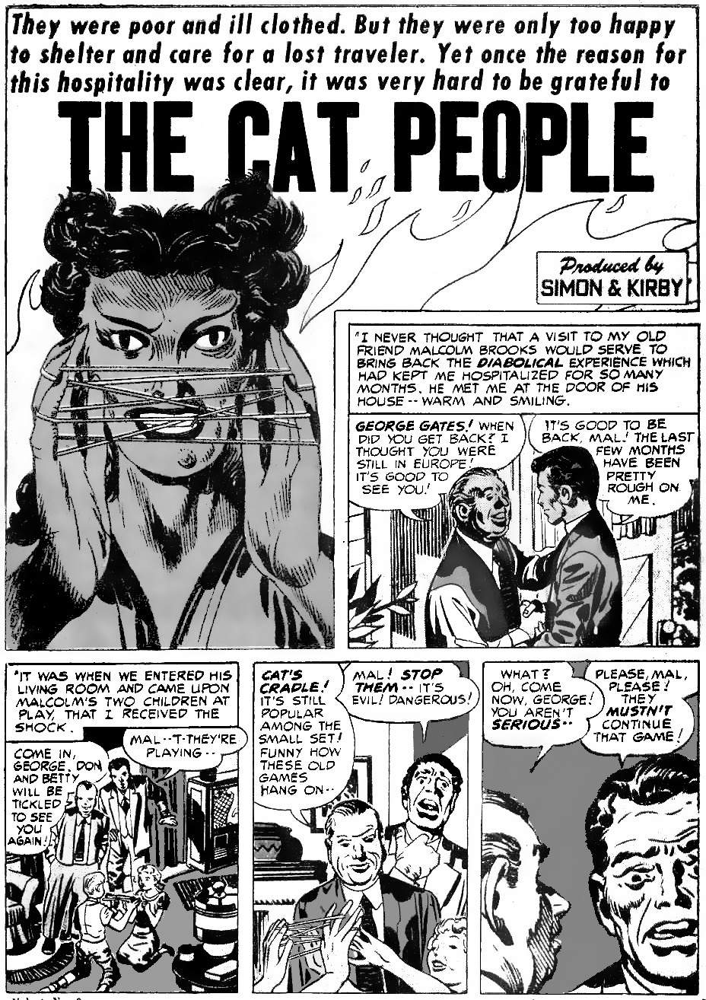 They were poor and ill clothed. But they were only too happy
to shelter and care for a lost traveler. Yet once the reason for
this hospitality was clear, it was very hard to be grateful to
THE CAT PEOPLE
Produced by
SIMON & KIRBY
"I NEVER THOUGHT THAT A VISIT TO MY OLD
FRIEND MALCOLM BROOKS WOULD SERVE TO
BRING BACK THE DIABOLICAL EXPERIENCE WHICH
HAD KEPT ME HOSPITALIZED FOR SO MANY
MONTHS. HE MET ME AT THE DOOR OF HIS
HOUSE -- WARM AND SMILING.
GEORGE GATES! WHEN
DID YOU GET BACK? I
THOUGHT YOU WERE
STILL IN EUROPE!
IT'S GOOD TO
SEE YOU!
IT'S GOOD TO BE
BACK, MAL! THE LAST
FEW MONTHS
HAVE BEEN
PRETTY
ROUGH ON
ME.
"IT WAS WHEN WE ENTERED HIS
LIVING ROOM AND CAME UPON
MALCOLM'S TWO CHILDREN AT
PLAY, THAT I RECEIVED THE
SHOCK.
COME IN,
GEORGE. DON
AND BETTY
WILL BE
TICKLED
TO SEE
YOU
AGAIN!
MAL--T-THEY'RE
PLAYING--
CAT'S
CRADLE!
IT'S STILL
POPULAR
AMONG THE
SMALL SET!
FUNNY HOW
THESE OLD
GAMES
HANG ON--
MAL! STOP
THEM-- IT'S
EVIL! DANGEROUS!
WHAT?
OH, COME
NOW, GEORGE!
YOU AREN'T
SERIOUS--
PLEASE, MAL,
PLEASE!
THEY
MUSTN'T
CONTINUE
THAT GAME!